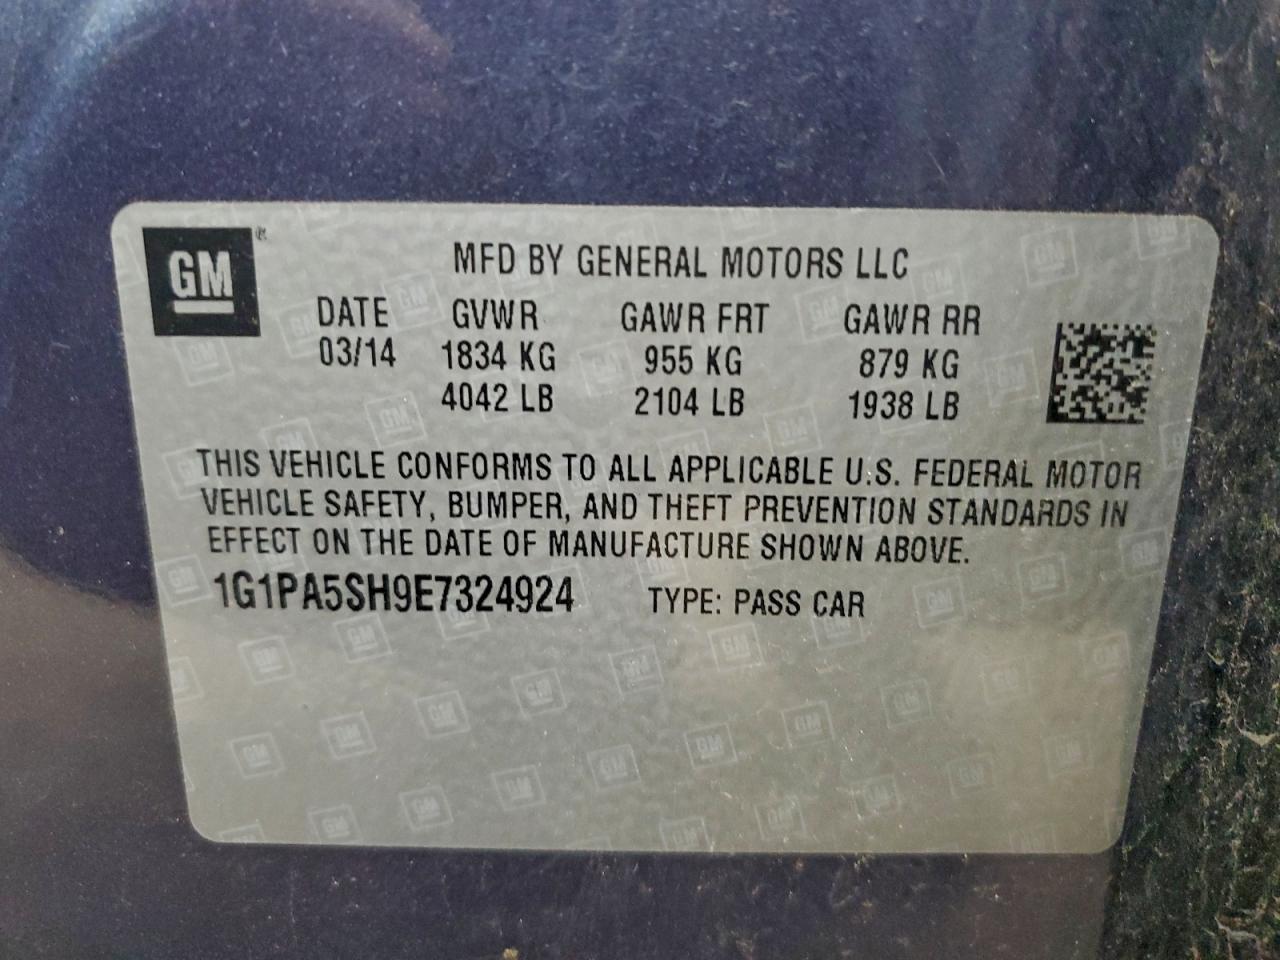 GM
MFD BY GENERAL MOTORS LLC
DATE GVWR GAWR FRT GAWR RR
03/14 1834 KG 955 KG 879 KG
4042 LB 2104 LB 1938 LB
THIS VEHICLE CONFORMS TO ALL APPLICABLE U.S. FEDERAL MOTOR
VEHICLE SAFETY, BUMPER, AND THEFT PREVENTION STANDARDS IN
EFFECT ON THE DATE OF MANUFACTURE SHOWN ABOVE.
1G1PA5SH9E7324924 TYPE: PASS CAR